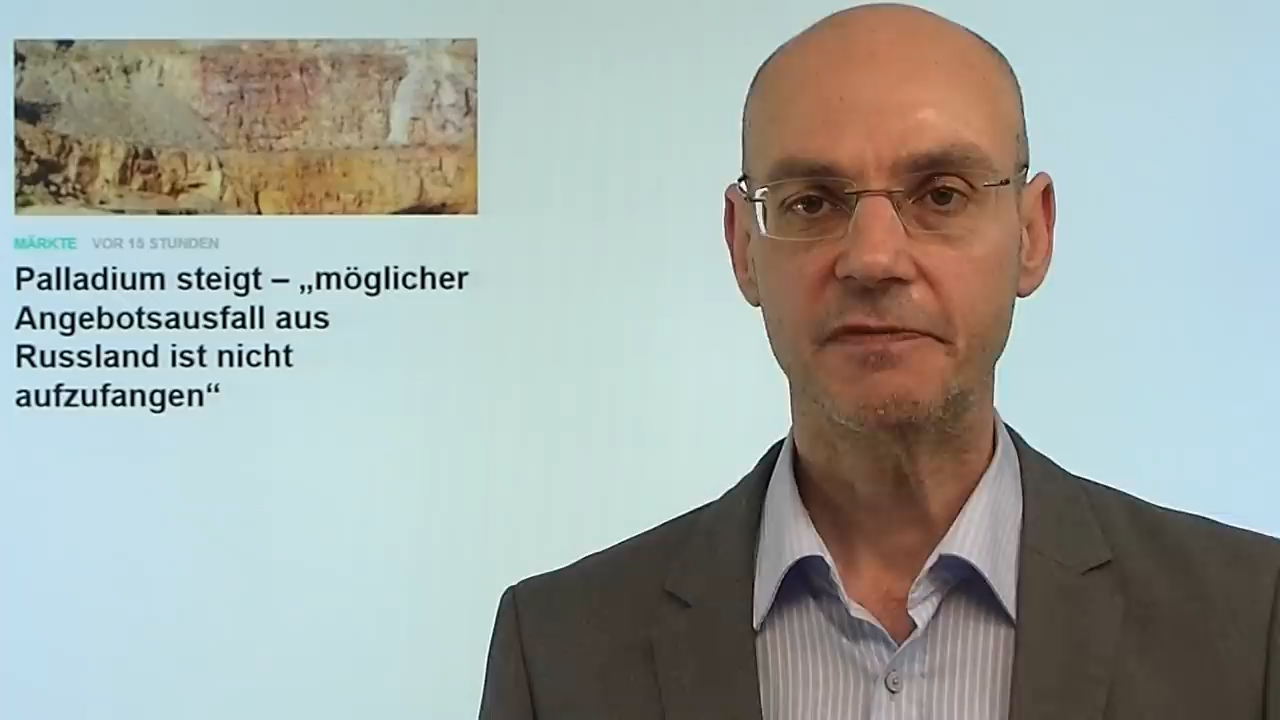 MÄRKTE VOR 15 STUNDEN
Palladium steigt – „möglicher
Angebotsausfall aus
Russland ist nicht
aufzufangen“